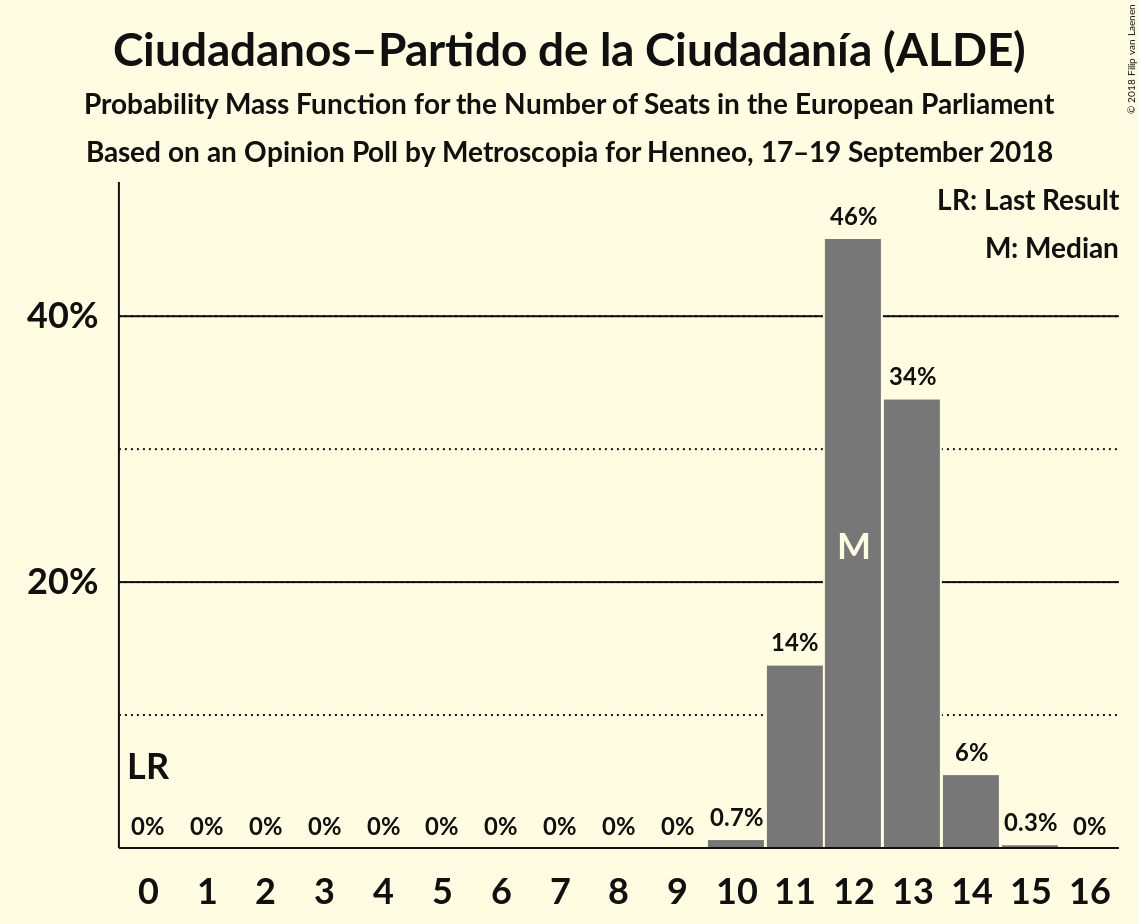 Ciudadanos–Partido de la Ciudadanía (ALDE)
Probability Mass Function for the Number of Seats in the European Parliament
Based on an Opinion Poll by Metroscopia for Henneo, 17–19 September 2018
© 2018 Filip van Laenen
LR: Last Result
M: Median
46%
40%
34%
M
20%
14%
LR
6%
0% 0% 0% 0% 0% 0% 0% 0% 0% 0% 0.7% 0.3% 0%
0 1 2 3 4 5 6 7 8 9 10 11 12 13 14 15 16